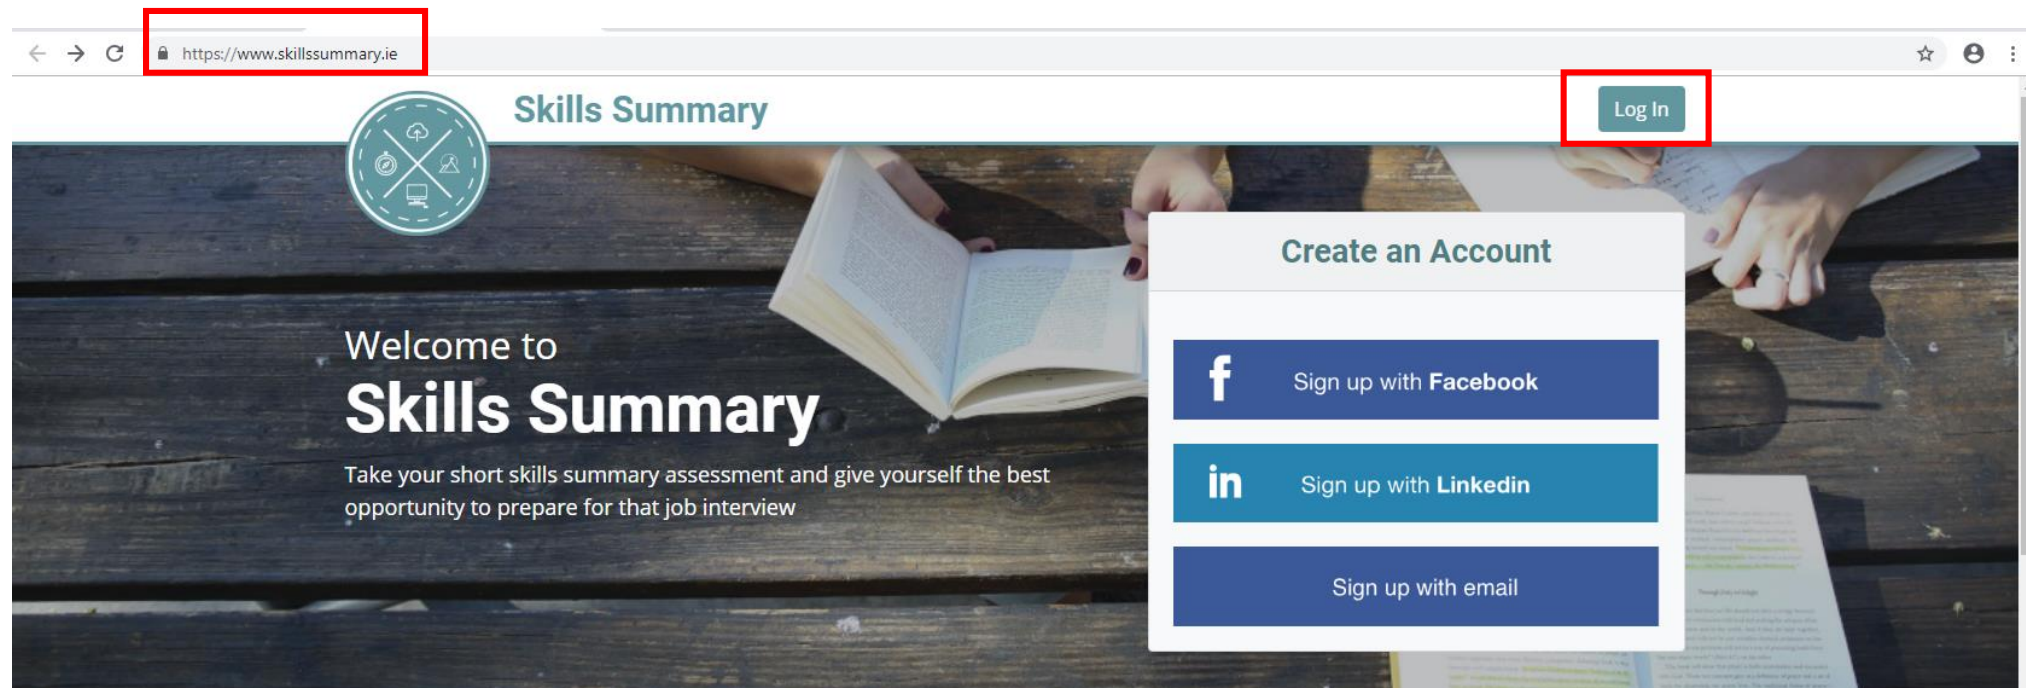 https://www.skillssummary.ie
Skills Summary
Log In
Create an Account
Welcome to
Skills Summary
Take your short skills summary assessment and give yourself the best
opportunity to prepare for that job interview
f Sign up with Facebook
in Sign up with Linkedin
Sign up with email